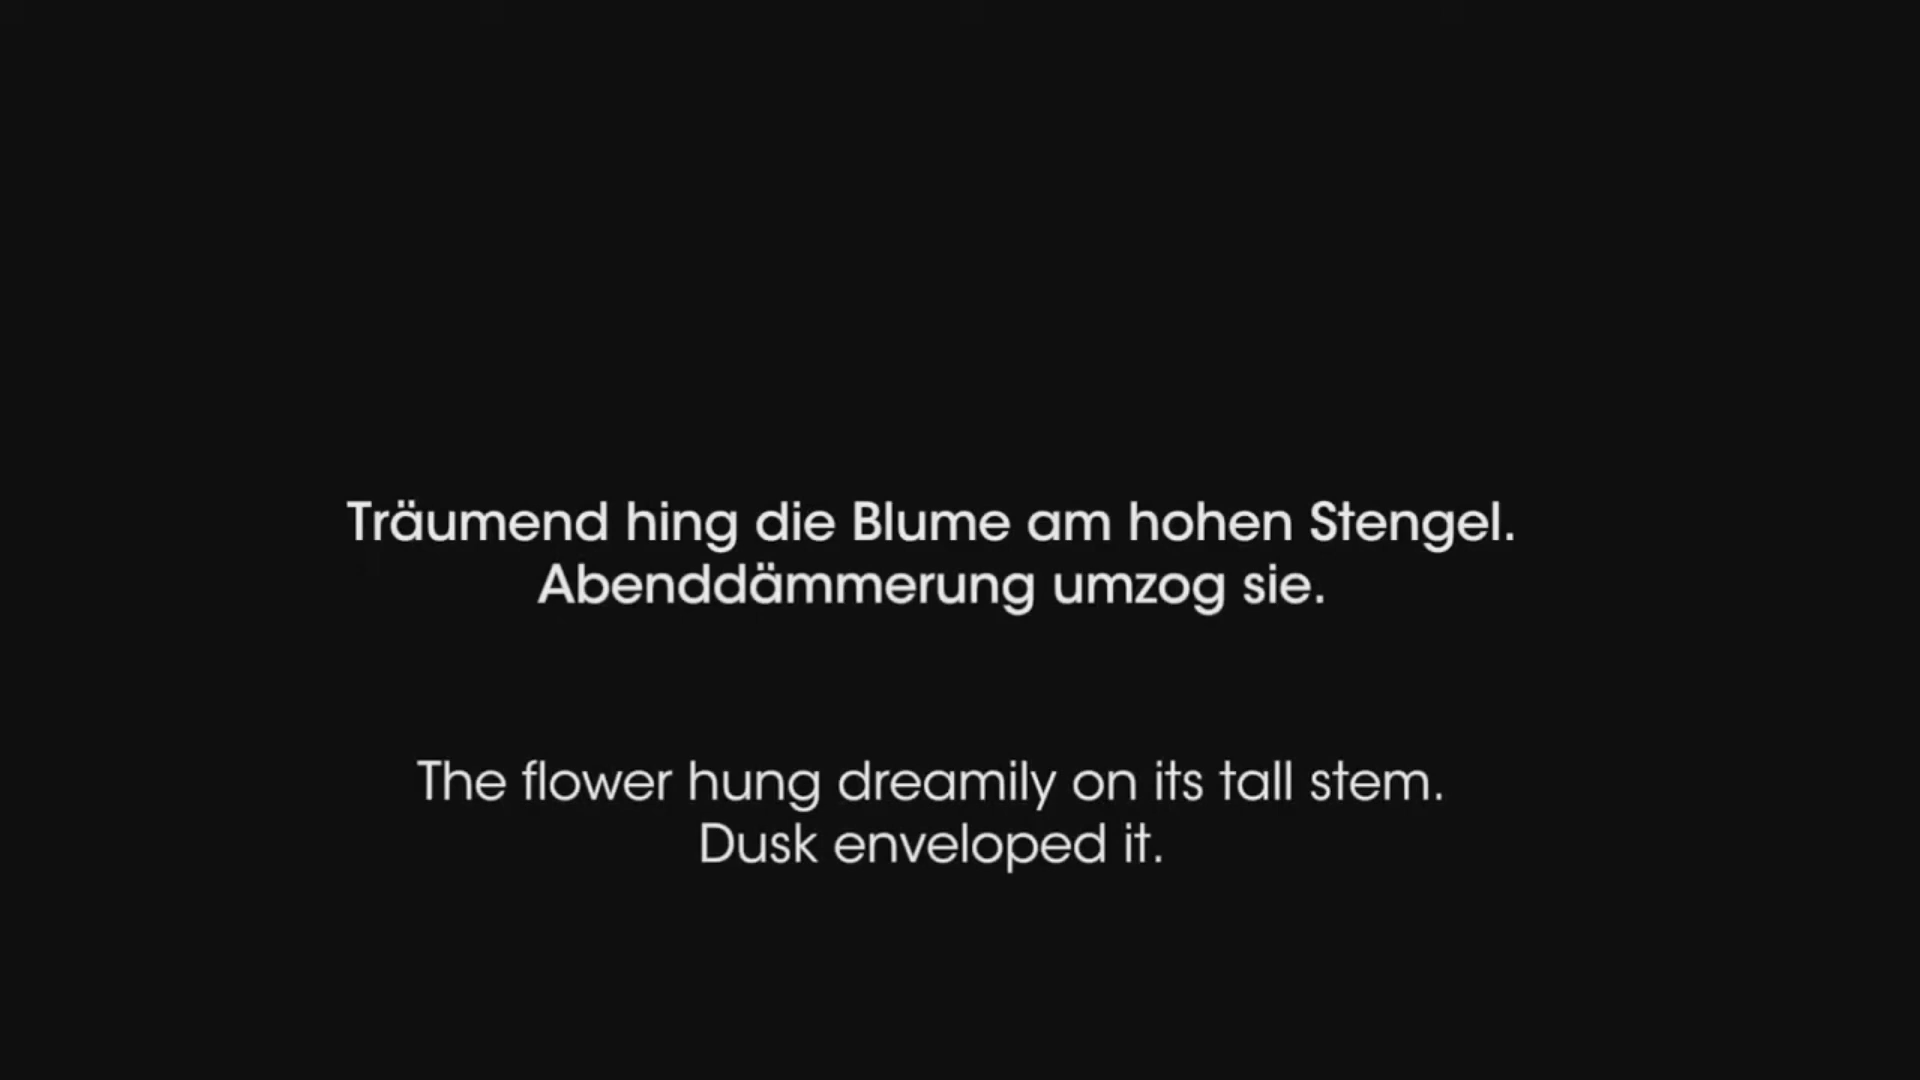 Träumend hing die Blume am hohen Stengel.
Abenddämmerung umzog sie.
The flower hung dreamily on its tall stem.
Dusk enveloped it.